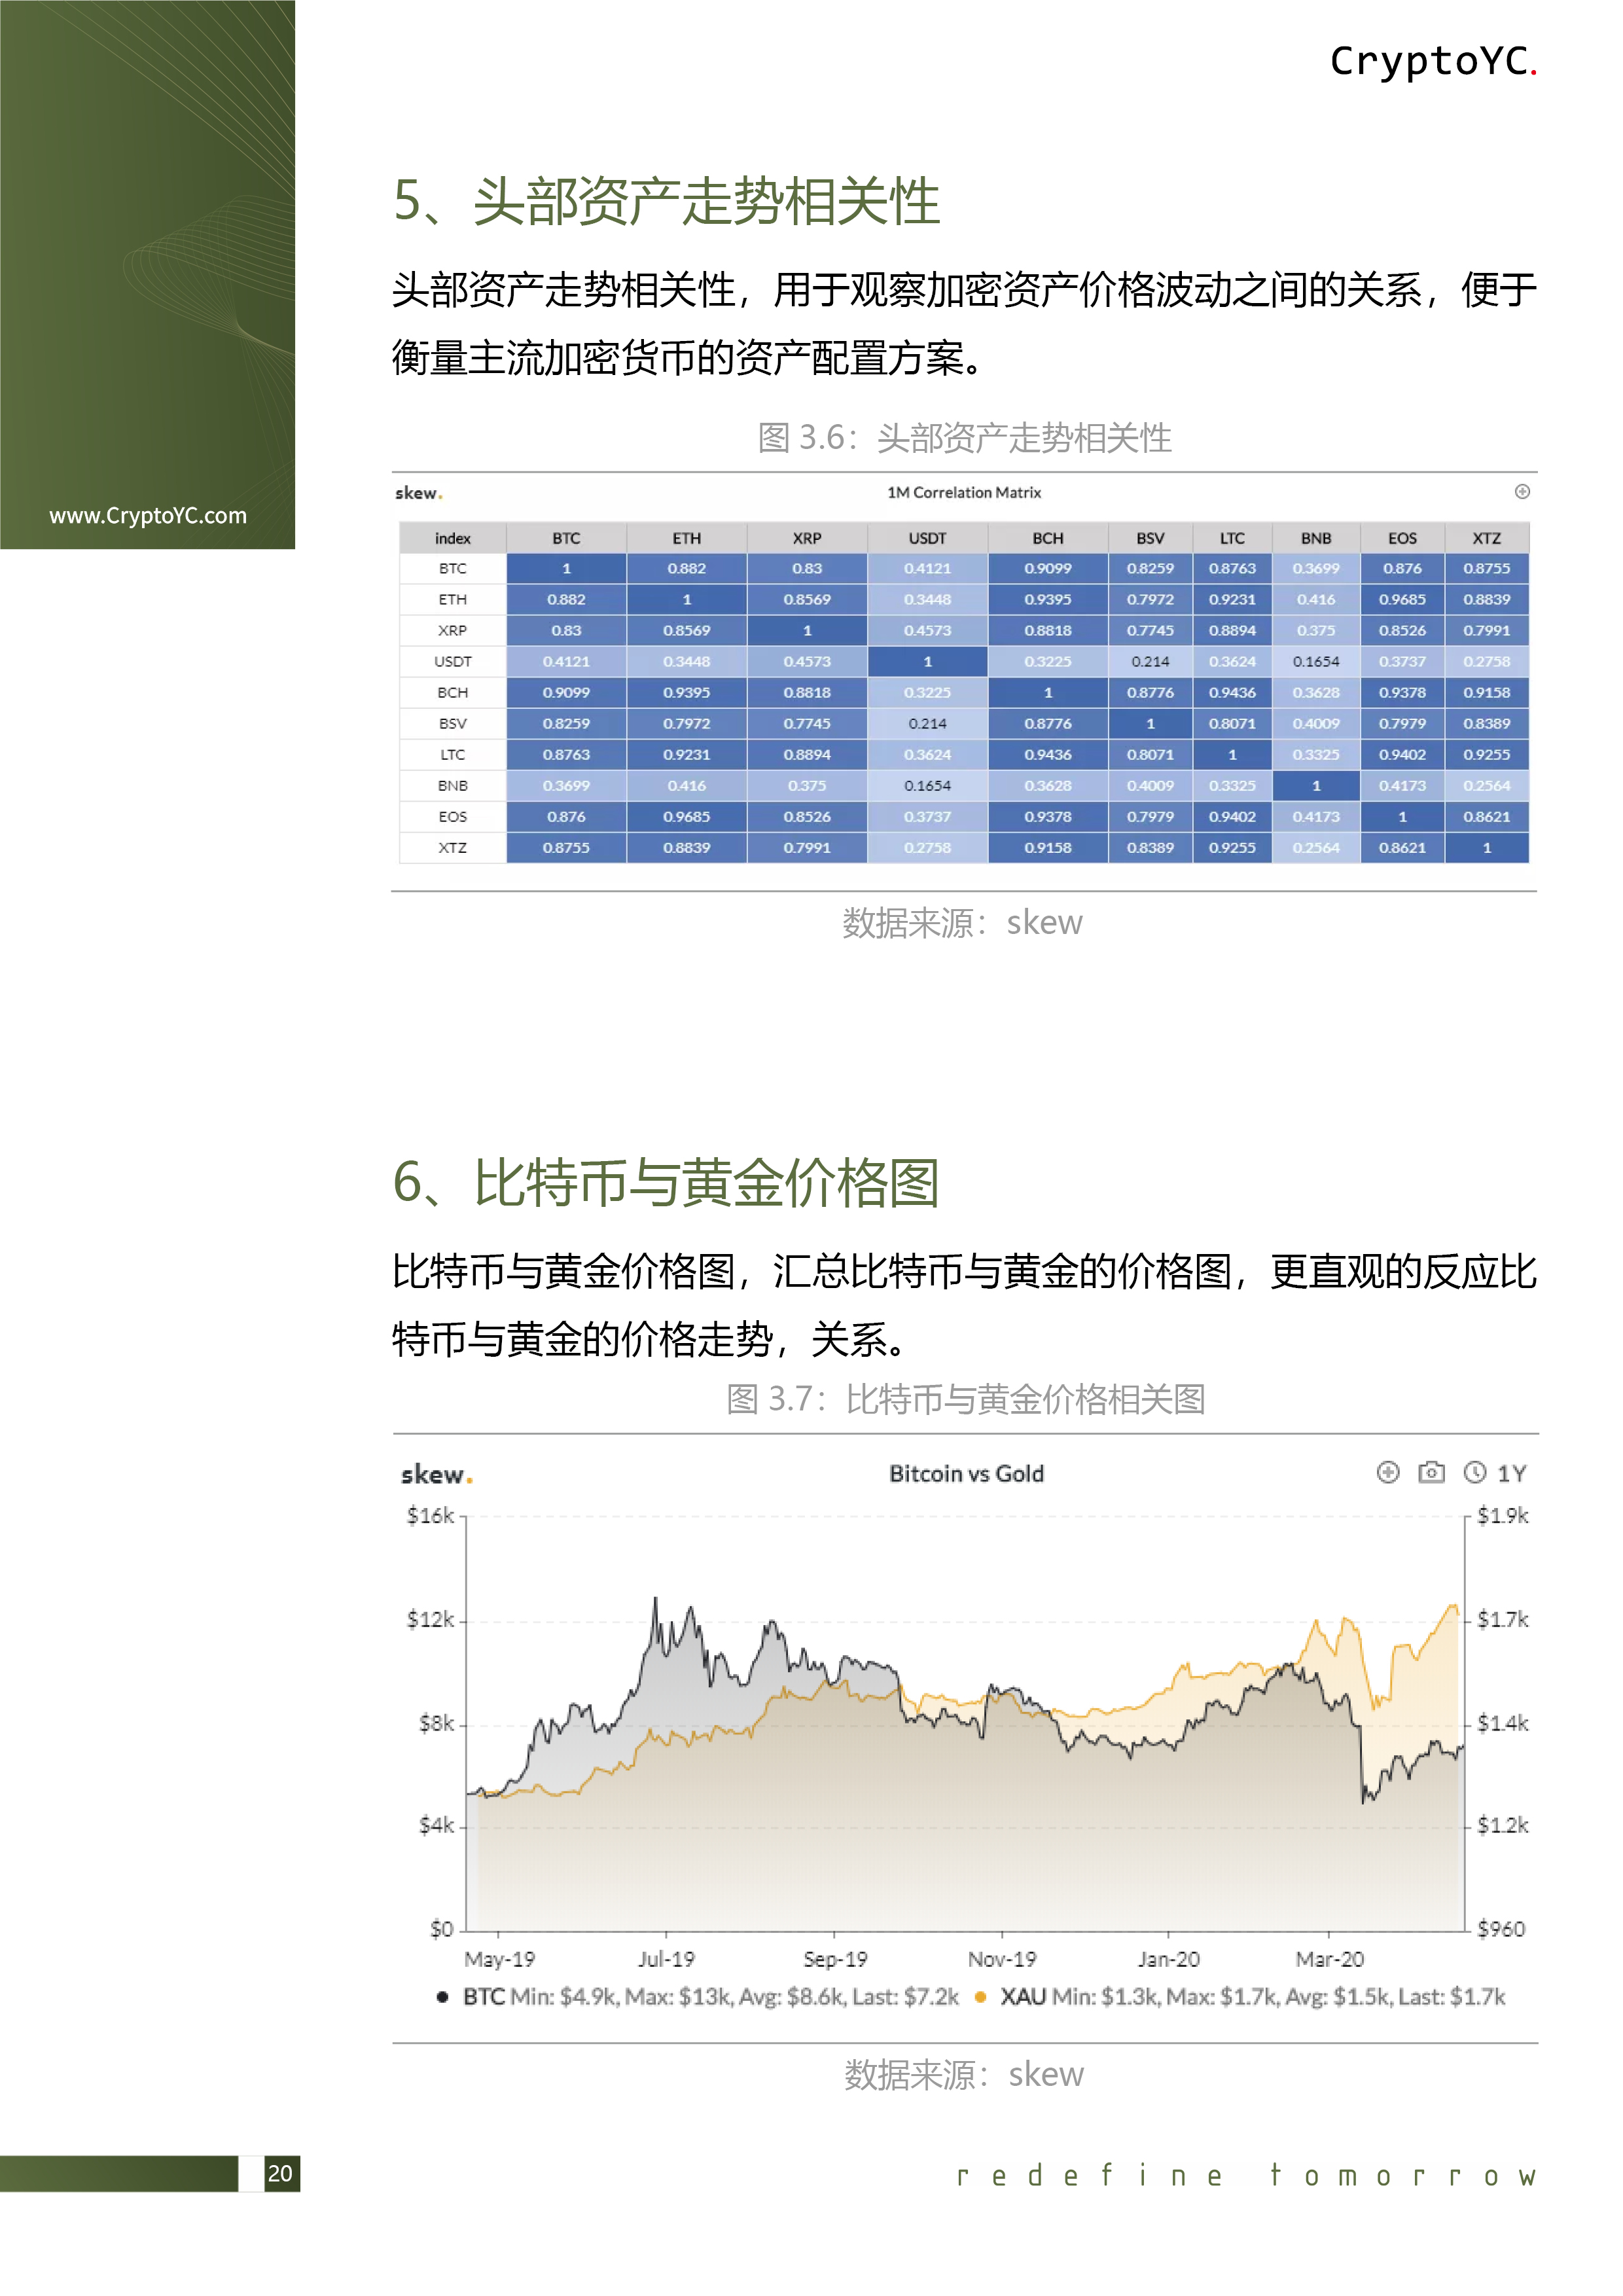 CryptoYC.
www.CryptoYC.com
5、头部资产走势相关性
头部资产走势相关性，用于观察加密资产价格波动之间的关系，便于
衡量主流加密货币的资产配置方案。
图 3.6：头部资产走势相关性
skew.
1M Correlation Matrix
index BTC ETH XRP USDT BCH BSV LTC BNB EOS XTZ
BTC 1 0.882 0.83 0.4121 0.9099 0.8259 0.8763 0.3699 0.876 0.8755
ETH 0.882 1 0.8569 0.3448 0.9395 0.7972 0.9231 0.416 0.9685 0.8839
XRP 0.83 0.8569 1 0.4573 0.8818 0.7745 0.8894 0.375 0.8526 0.7991
USDT 0.4121 0.3448 0.4573 1 0.3225 0.214 0.3624 0.1654 0.3737 0.2758
BCH 0.9099 0.9395 0.8818 0.3225 1 0.8776 0.9436 0.3628 0.9378 0.9158
BSV 0.8259 0.7972 0.7745 0.214 0.8776 1 0.8071 0.4009 0.7979 0.8389
LTC 0.8763 0.9231 0.8894 0.3624 0.9436 0.8071 1 0.3325 0.9402 0.9255
BNB 0.3699 0.416 0.375 0.1654 0.3628 0.4009 0.3325 1 0.4173 0.2564
EOS 0.876 0.9685 0.8526 0.3737 0.9378 0.7979 0.9402 0.4173 1 0.8621
XTZ 0.8755 0.8839 0.7991 0.2758 0.9158 0.8389 0.9255 0.2564 0.8621 1
数据来源：skew
6、比特币与黄金价格图
比特币与黄金价格图，汇总比特币与黄金的价格图，更直观的反应比
特币与黄金的价格走势，关系。
图 3.7：比特币与黄金价格相关图
skew.
Bitcoin vs Gold
1Y
$16k $1.9k
$12k $1.7k
$8k $1.4k
$4k $1.2k
$0 $960
May-19 Jul-19 Sep-19 Nov-19 Jan-20 Mar-20
BTC Min: $4.9k, Max: $13k, Avg: $8.6k, Last: $7.2k XAU Min: $1.3k, Max: $1.7k, Avg: $1.5k, Last: $1.7k
数据来源：skew
20
redefine tomorrow